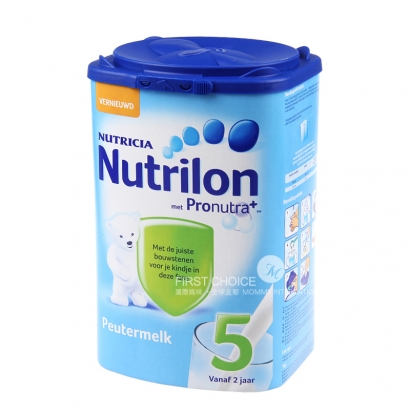 VERNIEUWD
NUTRICIA
Nutrilon
met Pronutra+
Met de juiste
bouwstenen
voor je kindje in
deze fase
FIRST CHOICE
Peutermelk
5
Vanaf 2 jaar